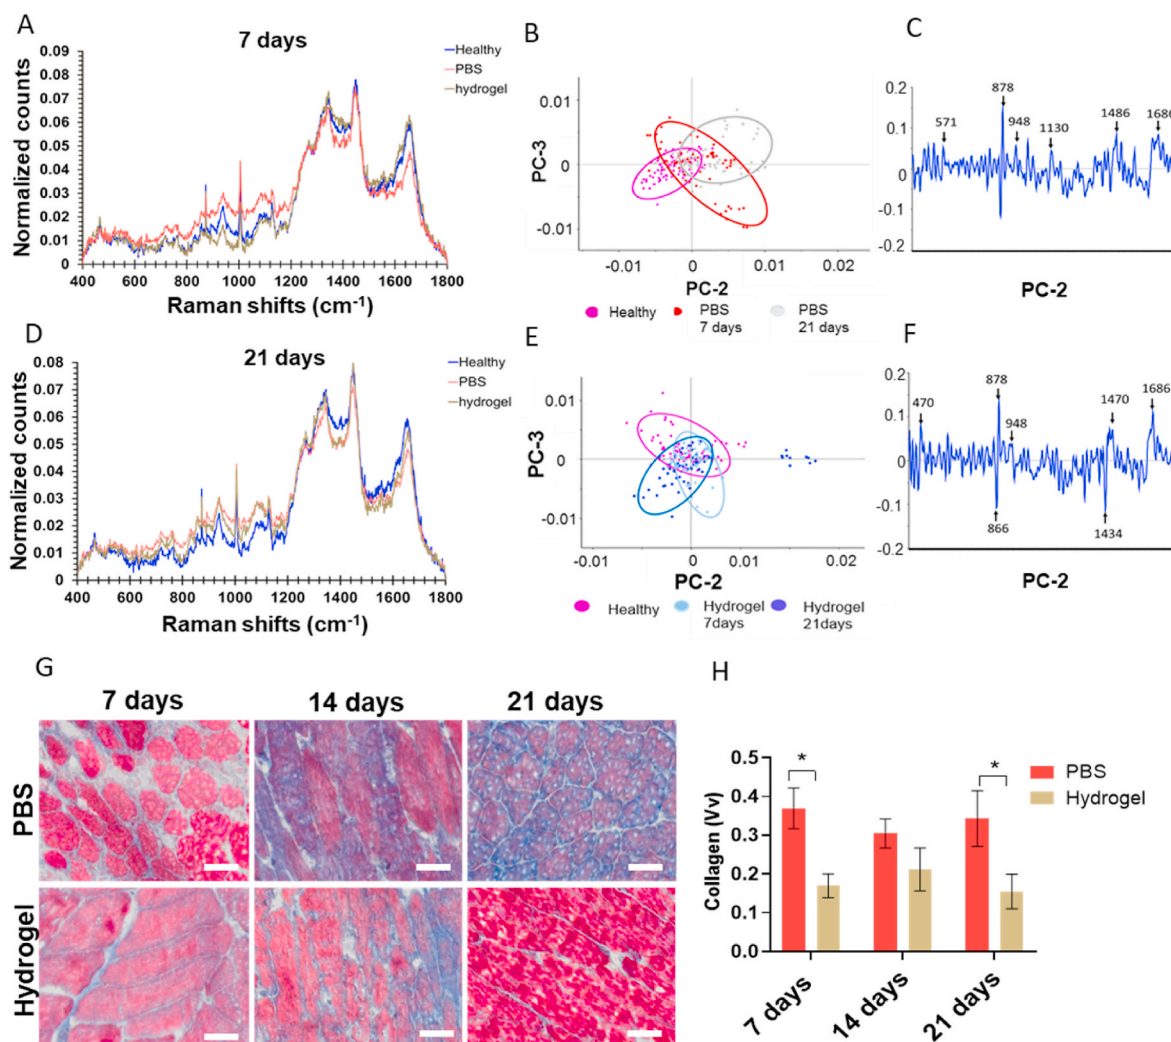 A
7 days
Normalized counts
0.09
0.08
0.07
0.06
0.05
0.04
0.03
0.02
0.01
0
400 600 800 1000 1200 1400 1600 1800
Raman shifts (cm-1)
Healthy
PBS
hydrogel
B
PC-3
0.01
0
-0.01
-0.01 0 0.01 0.02
PC-2
Healthy
PBS
7 days
PBS
21 days
C
0.2
0.1
0
-0.1
-0.2
571
878
948
1130
1486
1686
PC-2
D
21 days
Normalized counts
0.08
0.07
0.06
0.05
0.04
0.03
0.02
0.01
0
400 600 800 1000 1200 1400 1600 1800
Raman shifts (cm-1)
Healthy
PBS
hydrogel
E
PC-3
0.01
0
-0.01
-0.01 0 0.01 0.02
PC-2
Healthy
Hydrogel
7days
Hydrogel
21days
F
0.2
0.1
0
-0.1
-0.2
470
878
948
1470
1686
866
1434
PC-2
G
7 days 14 days 21 days
PBS
Hydrogel
H
Collagen (Vv)
0.5
0.4
0.3
0.2
0.1
0.0
*
*
PBS
Hydrogel
7 days
14 days
21 days